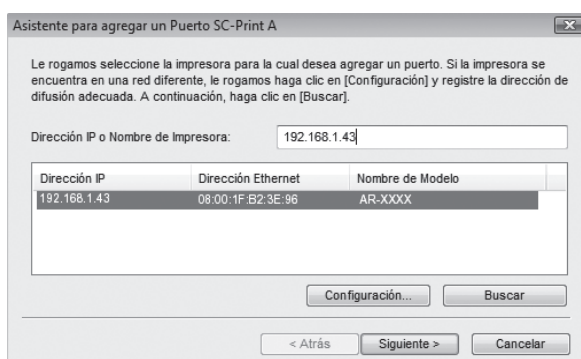 Asistente para agregar un Puerto SC-Print A
Le rogamos seleccione la impresora para la cual desea agregar un puerto. Si la impresora se
encuentra en una red diferente, le rogamos haga clic en [Configuración] y registre la dirección de
difusión adecuada. A continuación, haga clic en [Buscar].
Dirección IP o Nombre de Impresora: 192.168.1.43
Dirección IP Dirección Ethernet Nombre de Modelo
192.168.1.43 08:00:1F:B2:3E:96 AR-XXXX
Configuración... Buscar
< Atrás Siguiente > Cancelar